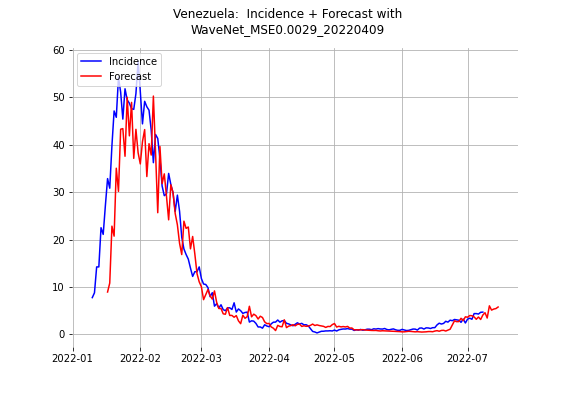 Venezuela:  Incidence + Forecast with
WaveNet_MSE0.0029_20220409
60
Incidence
Forecast
50
40
30
20
10
0
2022-01 2022-02 2022-03 2022-04 2022-05 2022-06 2022-07